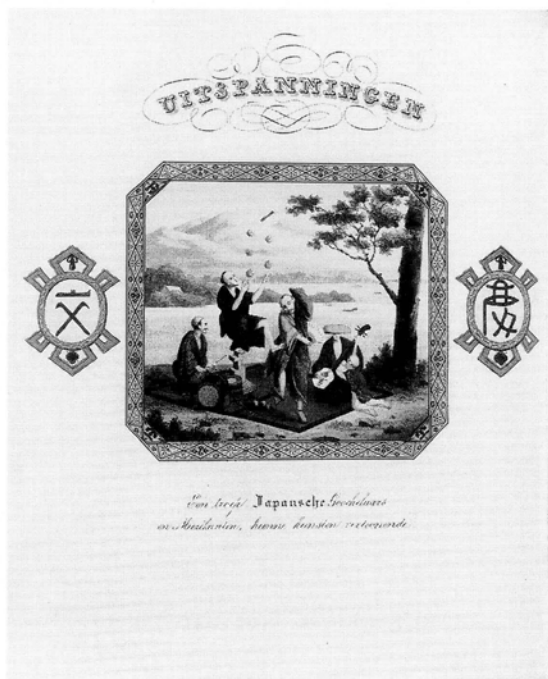 UITSPANNINGEN
文
Een troep Japansche Goochelaars
en Muzikanten, hunne kunsten vertoonende.